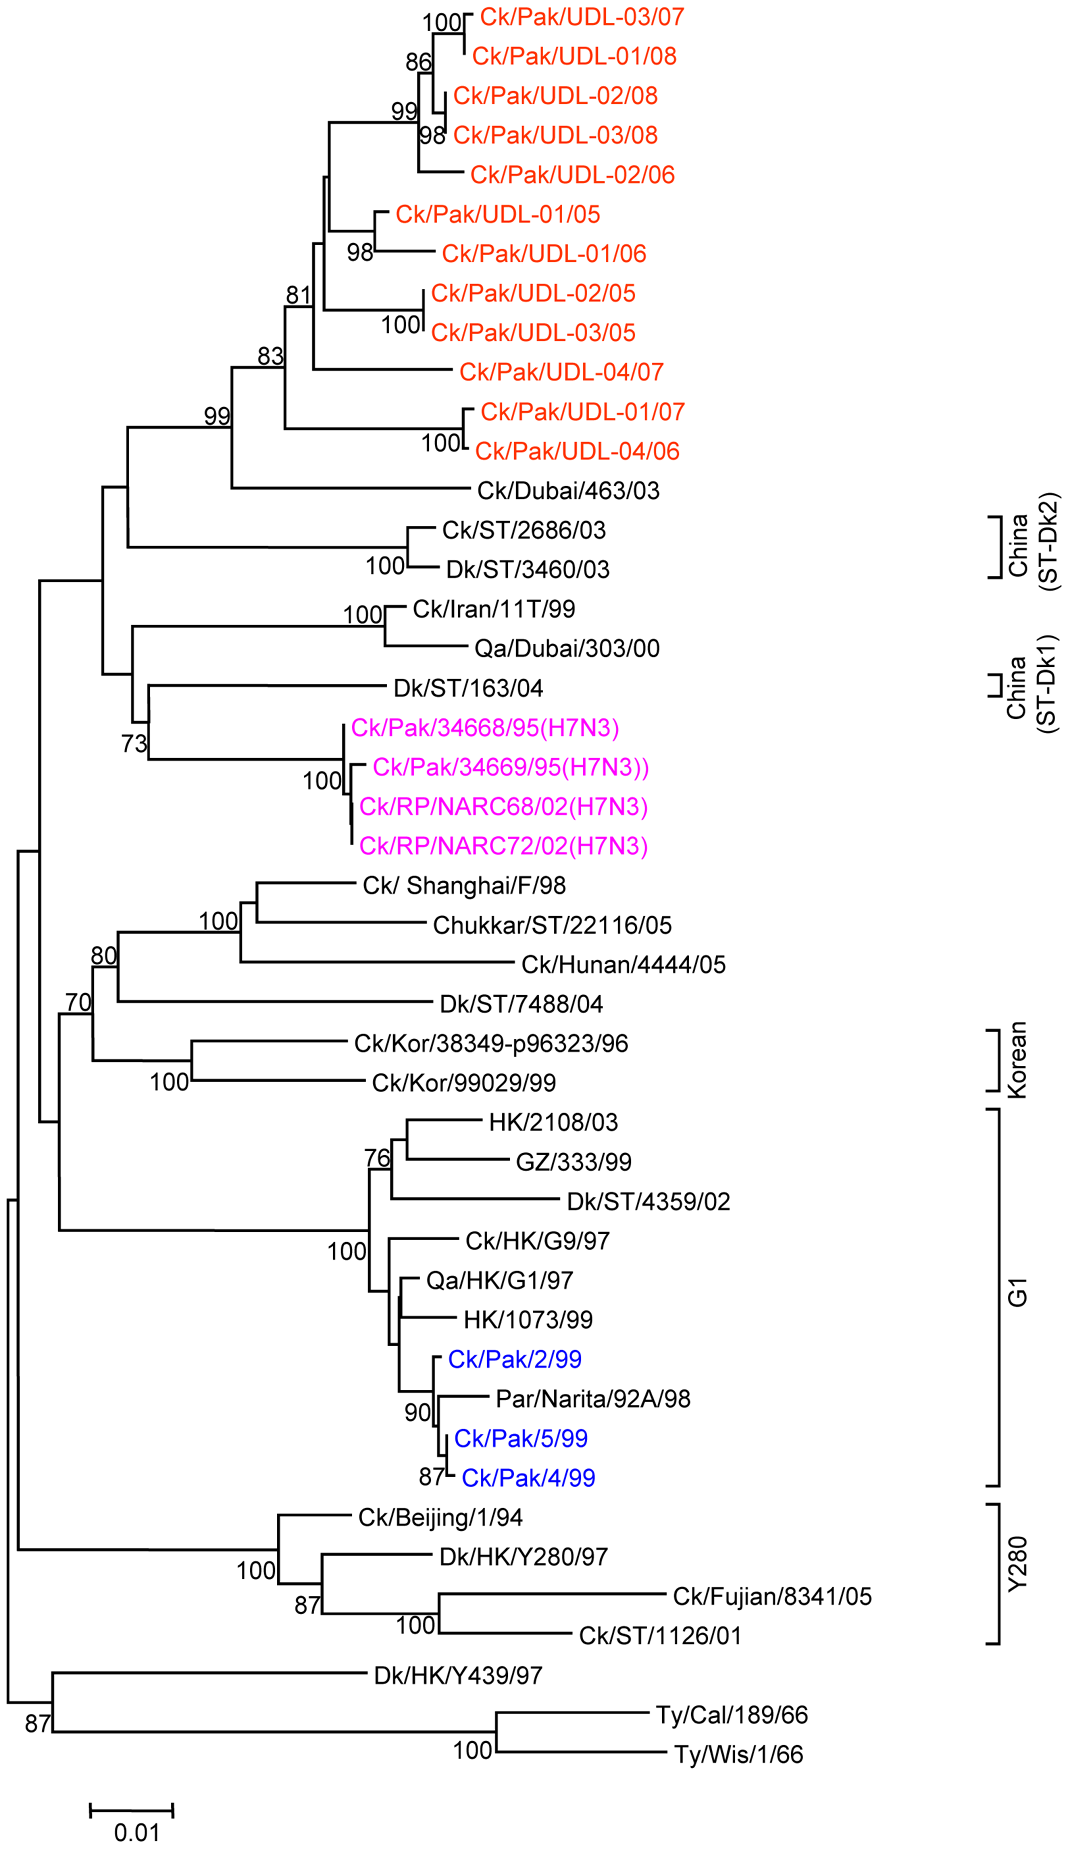 100
Ck/Pak/UDL-03/07
Ck/Pak/UDL-01/08
86
Ck/Pak/UDL-02/08
99
98
Ck/Pak/UDL-03/08
Ck/Pak/UDL-02/06
Ck/Pak/UDL-01/05
98
Ck/Pak/UDL-01/06
81
Ck/Pak/UDL-02/05
100
Ck/Pak/UDL-03/05
83
Ck/Pak/UDL-04/07
99
Ck/Pak/UDL-01/07
100
Ck/Pak/UDL-04/06
Ck/Dubai/463/03
Ck/ST/2686/03
100
Dk/ST/3460/03
China
(ST-Dk2)
100
Ck/Iran/11T/99
Qa/Dubai/303/00
Dk/ST/163/04
China
(ST-Dk1)
73
Ck/Pak/34668/95(H7N3)
100
Ck/Pak/34669/95(H7N3))
Ck/RP/NARC68/02(H7N3)
Ck/RP/NARC72/02(H7N3)
Ck/ Shanghai/F/98
100
Chukkar/ST/22116/05
80
Ck/Hunan/4444/05
70
Dk/ST/7488/04
Ck/Kor/38349-p96323/96
100
Ck/Kor/99029/99
Korean
HK/2108/03
76
GZ/333/99
Dk/ST/4359/02
100
Ck/HK/G9/97
Qa/HK/G1/97
G1
HK/1073/99
Ck/Pak/2/99
90
Par/Narita/92A/98
Ck/Pak/5/99
87
Ck/Pak/4/99
Ck/Beijing/1/94
100
Dk/HK/Y280/97
Y280
87
Ck/Fujian/8341/05
100
Ck/ST/1126/01
Dk/HK/Y439/97
87
Ty/Cal/189/66
100
Ty/Wis/1/66
0.01